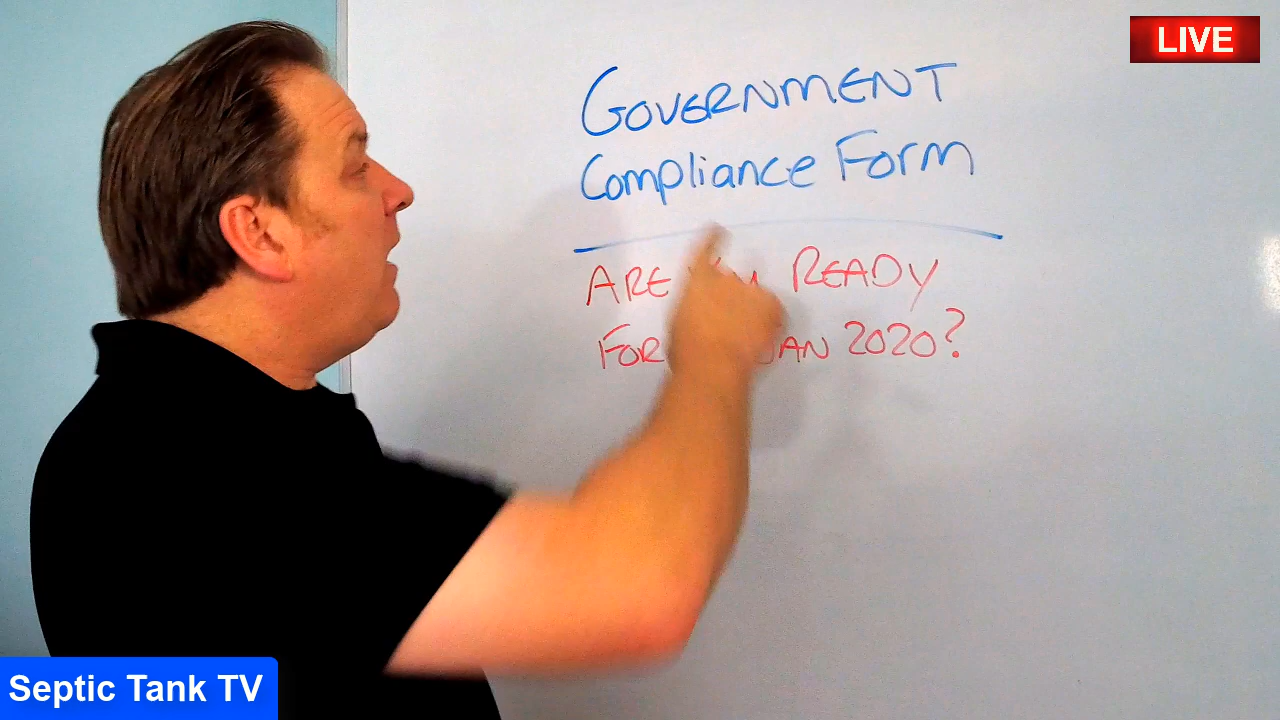 LIVE
GOVERNMENT
Compliance Form
ARE READY
FOR 2020?
Septic Tank TV